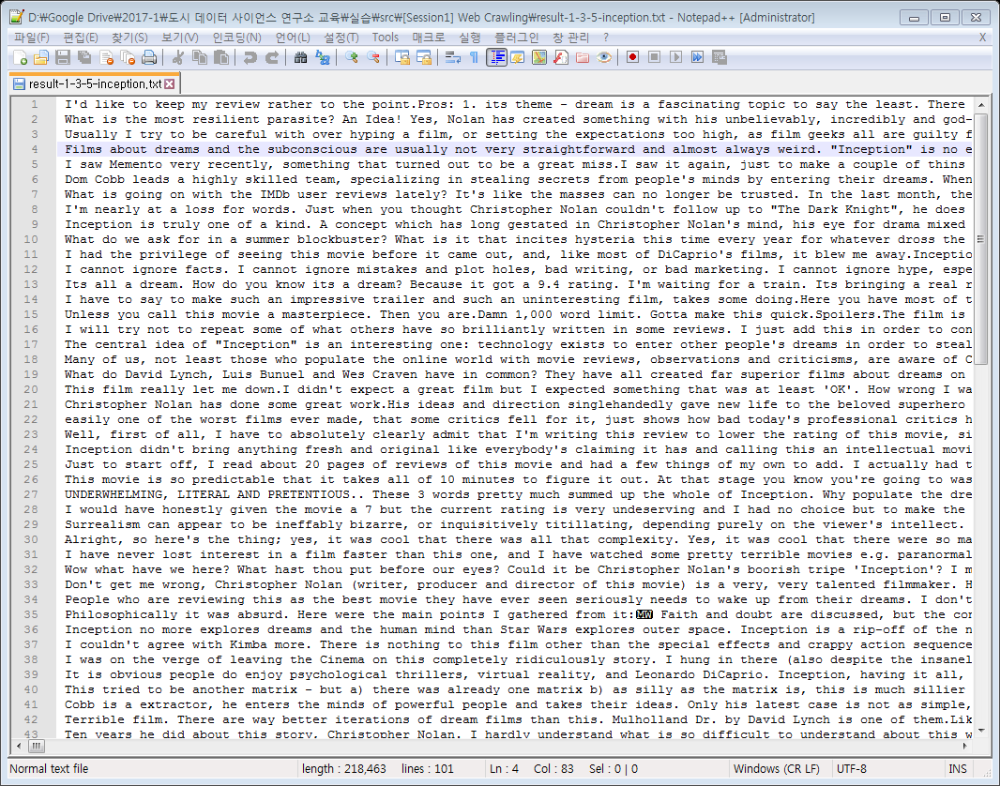 D:₩Google Drive₩2017-1₩도시 데이터 사이언스 연구소 교육₩실습₩src₩[Session1] Web Crawling₩result-1-3-5-inception.txt - Notepad++ [Administrator]
파일(F) 편집(E) 찾기(S) 보기(V) 인코딩(N) 언어(L) 설정(T) Tools 매크로 실행 플러그인 창 관리 ? X
result-1-3-5-inception.txt
1 I'd like to keep my review rather to the point.Pros: 1. its theme - dream is a fascinating topic to say the least. There
2 What is the most resilient parasite? An Idea! Yes, Nolan has created something with his unbelievably, incredibly and god-
3 Usually I try to be careful with over hyping a film, or setting the expectations too high, as film geeks all are guilty f
4 Films about dreams and the subconscious are usually not very straightforward and almost always weird. "Inception" is no e
5 I saw Memento very recently, something that turned out to be a great miss.I saw it again, just to make a couple of thins
6 Dom Cobb leads a highly skilled team, specializing in stealing secrets from people's minds by entering their dreams. When
7 What is going on with the IMDb user reviews lately? It's like the masses can no longer be trusted. In the last month, the
8 I'm nearly at a loss for words. Just when you thought Christopher Nolan couldn't follow up to "The Dark Knight", he does
9 Inception is truly one of a kind. A concept which has long gestated in Christopher Nolan's mind, his eye for drama mixed
10 What do we ask for in a summer blockbuster? What is it that incites hysteria this time every year for whatever dross the
11 I had the privilege of seeing this movie before it came out, and, like most of DiCaprio's films, it blew me away.Inceptio
12 I cannot ignore facts. I cannot ignore mistakes and plot holes, bad writing, or bad marketing. I cannot ignore hype, espe
13 Its all a dream. How do you know its a dream? Because it got a 9.4 rating. I'm waiting for a train. Its bringing a real r
14 I have to say to make such an impressive trailer and such an uninteresting film, takes some doing.Here you have most of t
15 Unless you call this movie a masterpiece. Then you are.Damn 1,000 word limit. Gotta make this quick.Spoilers.The film is
16 I will try not to repeat some of what others have so brilliantly written in some reviews. I just add this in order to con
17 The central idea of "Inception" is an interesting one: technology exists to enter other people's dreams in order to steal
18 Many of us, not least those who populate the online world with movie reviews, observations and criticisms, are aware of C
19 What do David Lynch, Luis Bunuel and Wes Craven have in common? They have all created far superior films about dreams on
20 This film really let me down.I didn't expect a great film but I expected something that was at least 'OK'. How wrong I wa
21 Christopher Nolan has done some great work.His ideas and direction singlehandedly gave new life to the beloved superhero
22 easily one of the worst films ever made, that some critics fell for it, just shows how bad today's professional critics h
23 Well, first of all, I have to absolutely clearly admit that I'm writing this review to lower the rating of this movie, si
24 Inception didn't bring anything fresh and original like everybody's claiming it has and calling this an intellectual movi
25 Just to start off, I read about 20 pages of reviews of this movie and had a few things of my own to add. I actually had t
26 This movie is so predictable that it takes all of 10 minutes to figure it out. At that stage you know you're going to was
27 UNDERWHELMING, LITERAL AND PRETENTIOUS.. These 3 words pretty much summed up the whole of Inception. Why populate the dre
28 I would have honestly given the movie a 7 but the current rating is very undeserving and I had no choice but to make the
29 Surrealism can appear to be ineffably bizarre, or inquisitively titillating, depending purely on the viewer's intellect.
30 Alright, so here's the thing; yes, it was cool that there was all that complexity. Yes, it was cool that there were so ma
31 I have never lost interest in a film faster than this one, and I have watched some pretty terrible movies e.g. paranormal
32 Wow what have we here? What hast thou put before our eyes? Could it be Christopher Nolan's boorish tripe 'Inception'? I m
33 Don't get me wrong, Christopher Nolan (writer, producer and director of this movie) is a very, very talented filmmaker. H
34 People who are reviewing this as the best movie they have ever seen seriously needs to wake up from their dreams. I don't
35 Philosophically it was absurd. Here were the main points I gathered from it:MW Faith and doubt are discussed, but the cor
36 Inception no more explores dreams and the human mind than Star Wars explores outer space. Inception is a rip-off of the n
37 I couldn't agree with Kimba more. There is nothing to this film other than the special effects and crappy action sequence
38 I was on the verge of leaving the Cinema on this completely ridiculously story. I hung in there (also despite the insanel
39 It is obvious people do enjoy psychological thrillers, virtual reality, and Leonardo DiCaprio. Inception, having it all,
40 This tried to be another matrix - but a) there was already one matrix b) as silly as the matrix is, this is much sillier
41 Cobb is a extractor, he enters the minds of powerful people and takes their ideas. Only his latest case is not as simple,
42 Terrible film. There are way better iterations of dream films than this. Mulholland Dr. by David Lynch is one of them.Lik
43 Ten years he did about this story, Christopher Nolan. I hardly understand what is so difficult to understand about this w
Normal text file length : 218,463 lines : 101 Ln : 4 Col : 83 Sel : 0 | 0 Windows (CR LF) UTF-8 INS